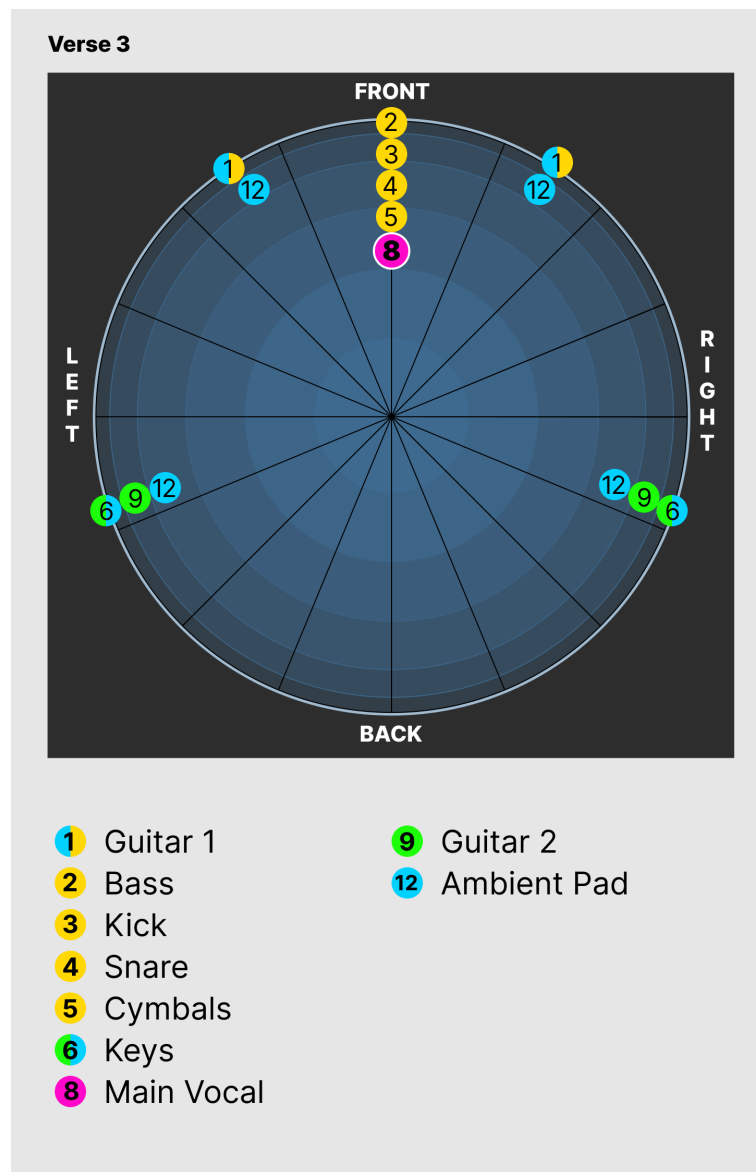 Verse 3
FRONT
2
1
3
1
12
4
12
5
8
LEFT
RIGHT
12
12
6
9
9
6
BACK
1 Guitar 1
2 Bass
3 Kick
4 Snare
5 Cymbals
6 Keys
8 Main Vocal
9 Guitar 2
12 Ambient Pad